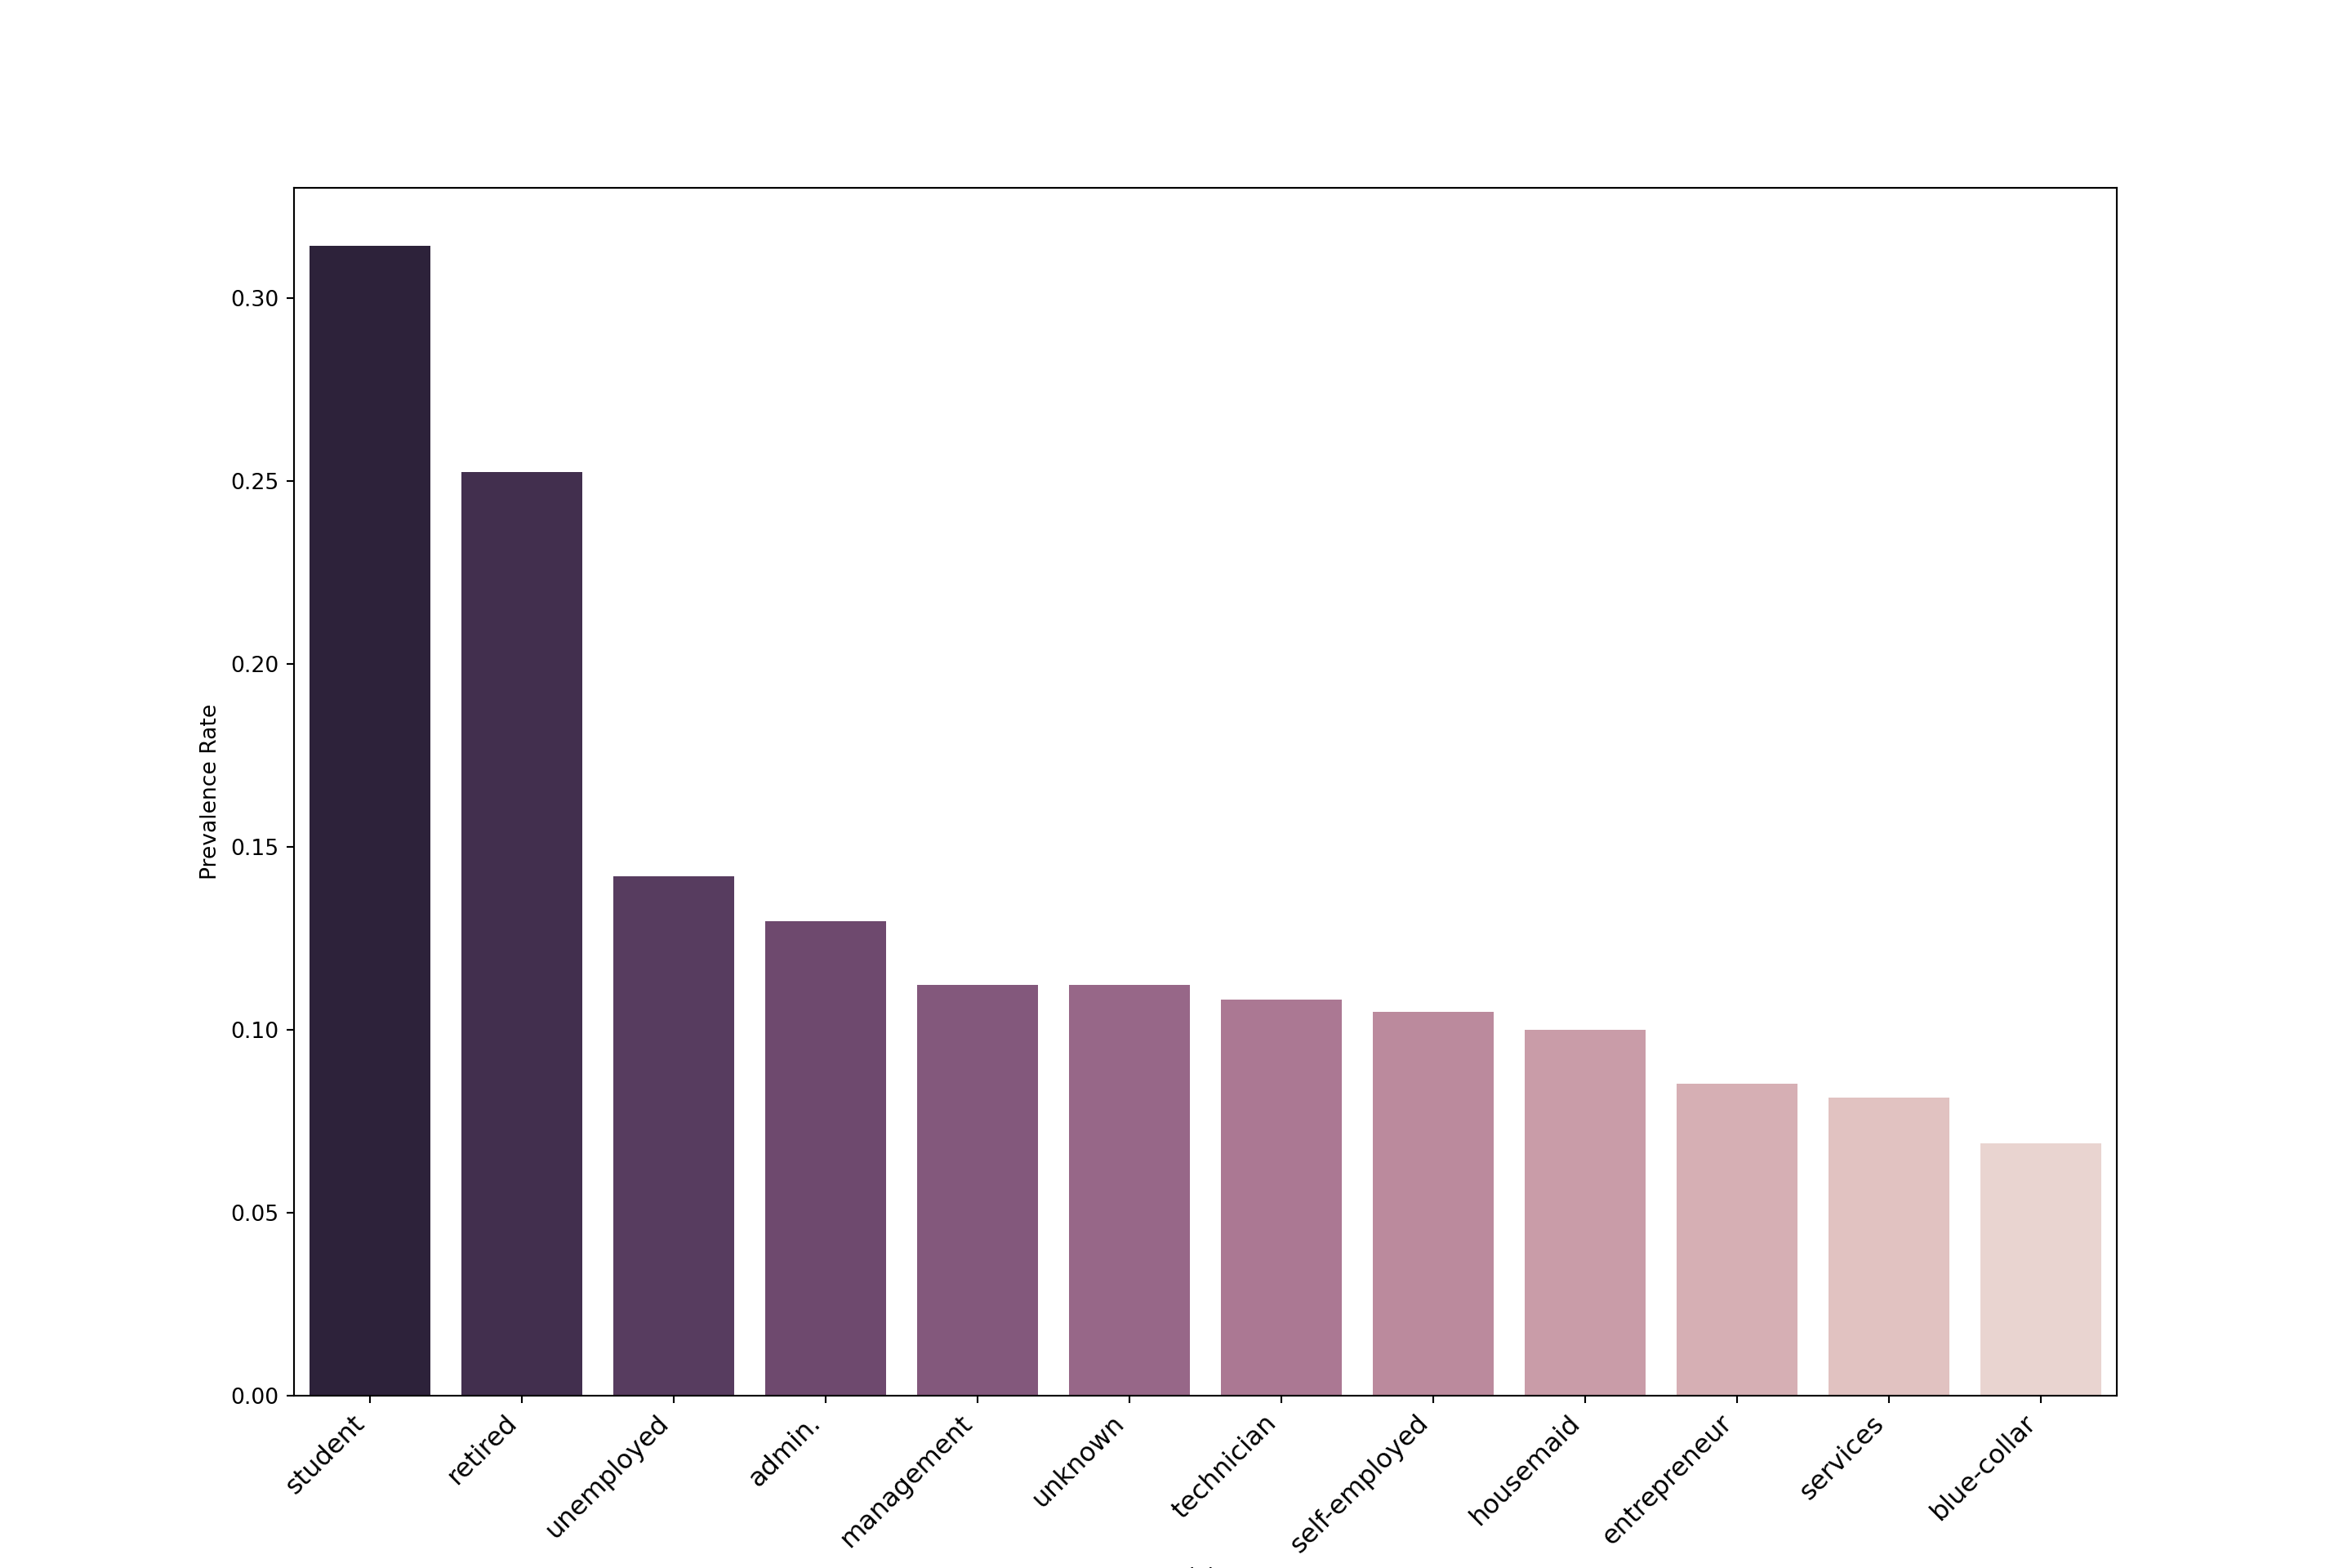 0.30
0.25
0.20
0.15
0.10
0.05
0.00
Prevalence Rate
student
retired
unemployed
admin.
management
unknown
technician
self-employed
housemaid
entrepreneur
services
blue-collar